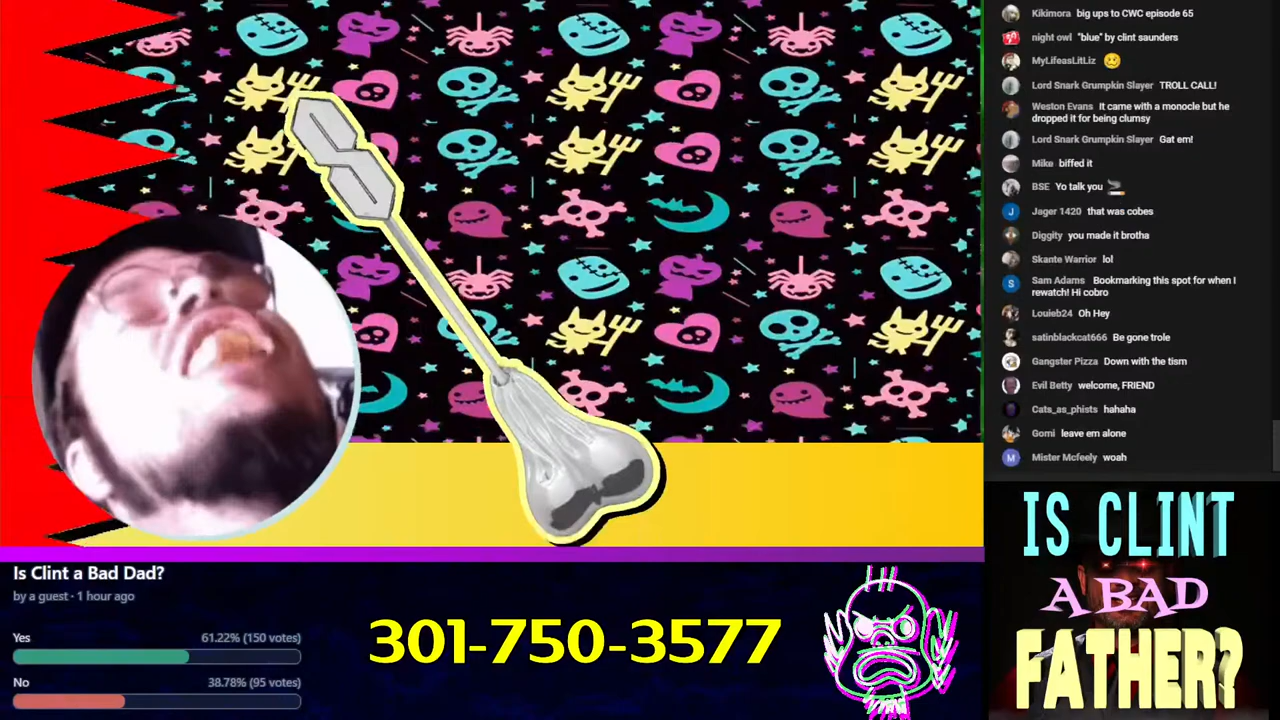 Kikimora big ups to CWC episode 65
night owl "blue" by clint saunders
MyLifeasLitLiz
Lord Snark Grumpkin Slayer TROLL CALL!
Weston Evans It came with a monocle but he
dropped it for being clumsy
Lord Snark Grumpkin Slayer Gat em!
Mike biffed it
BSE Yo talk you
J Jager 1420 that was cobes
Diggity you made it brotha
Skante Warrior lol
S Sam Adams Bookmarking this spot for when I
rewatch! Hi cobro
Louieb24 Oh Hey
satinblackcat666 Be gone trole
Gangster Pizza Down with the tism
Evil Betty welcome, FRIEND
Cats_as_phists hahaha
Gomi leave em alone
M Mister Mcfeely woah
Is Clint a Bad Dad?
by a guest · 1 hour ago
Yes 61.22% (150 votes)
No 38.78% (95 votes)
301-750-3577
IS CLINT
A BAD
FATHER?